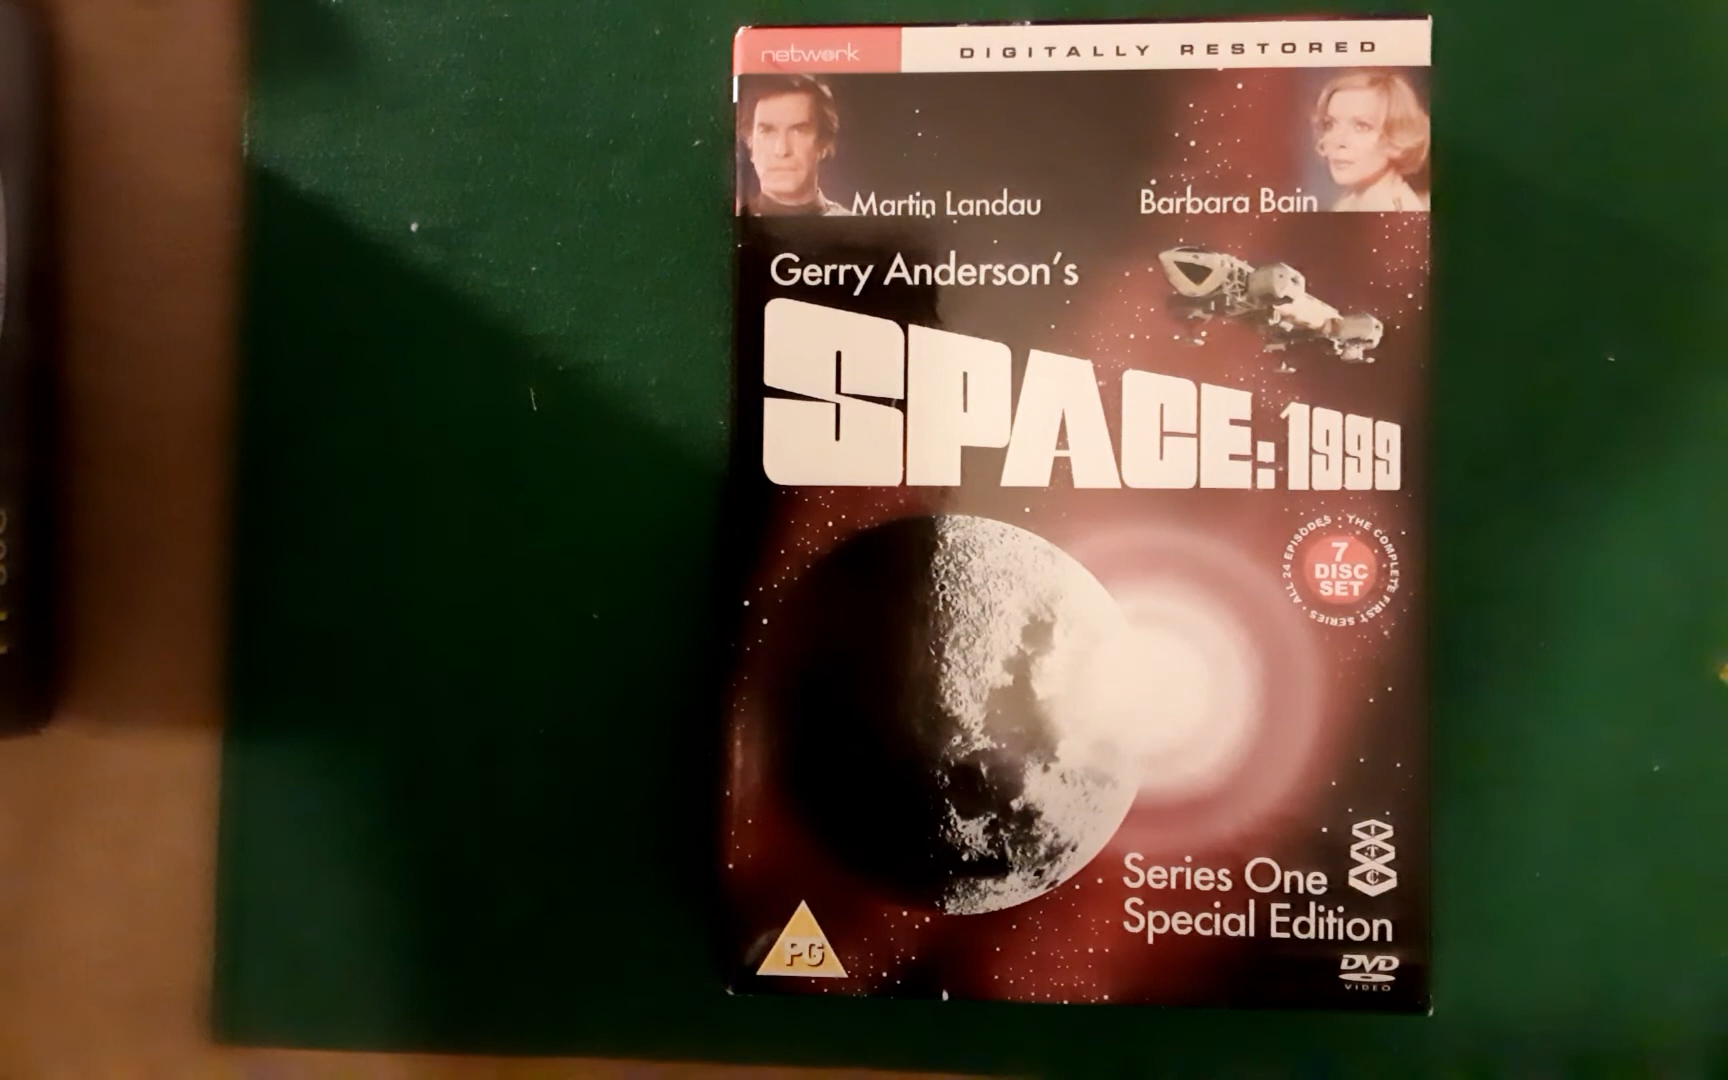 network
DIGITALLY RESTORED
Martin Landau
Barbara Bain
Gerry Anderson's
SPACE: 1999
ALL 24 EPISODES • THE COMPLETE FIRST SERIES •
7
DISC
SET
ITC
Series One
Special Edition
PG
DVD
VIDEO